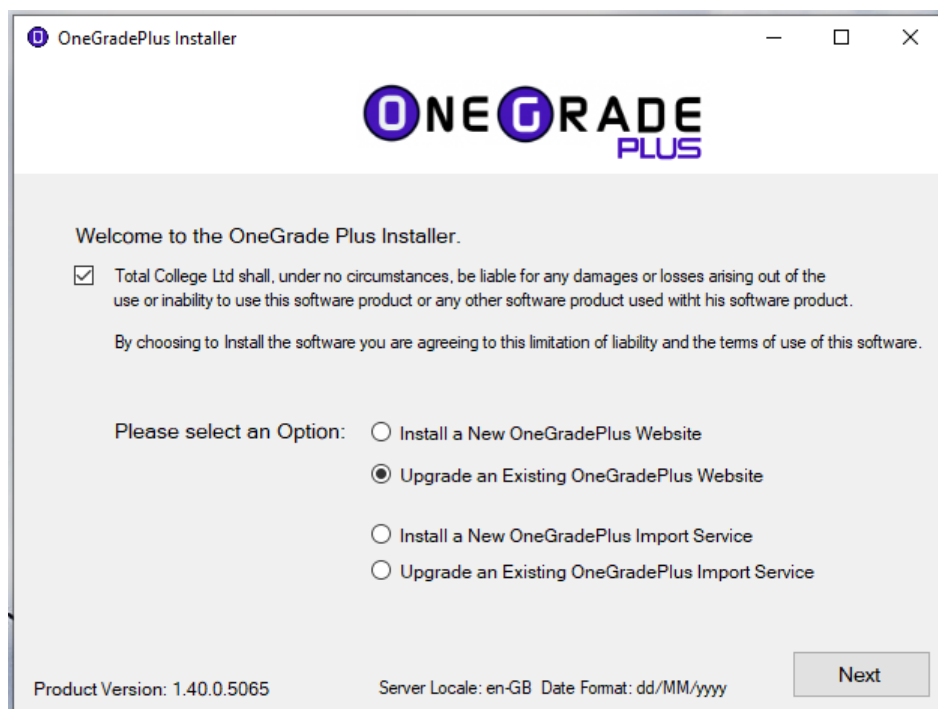 OneGradePlus Installer
ONEGRADE
PLUS
Welcome to the OneGrade Plus Installer.
Total College Ltd shall, under no circumstances, be liable for any damages or losses arising out of the
use or inability to use this software product or any other software product used witht his software product.
By choosing to Install the software you are agreeing to this limitation of liability and the terms of use of this software.
Please select an Option:
Install a New OneGradePlus Website
Upgrade an Existing OneGradePlus Website
Install a New OneGradePlus Import Service
Upgrade an Existing OneGradePlus Import Service
Next
Product Version: 1.40.0.5065
Server Locale: en-GB Date Format: dd/MM/yyyy